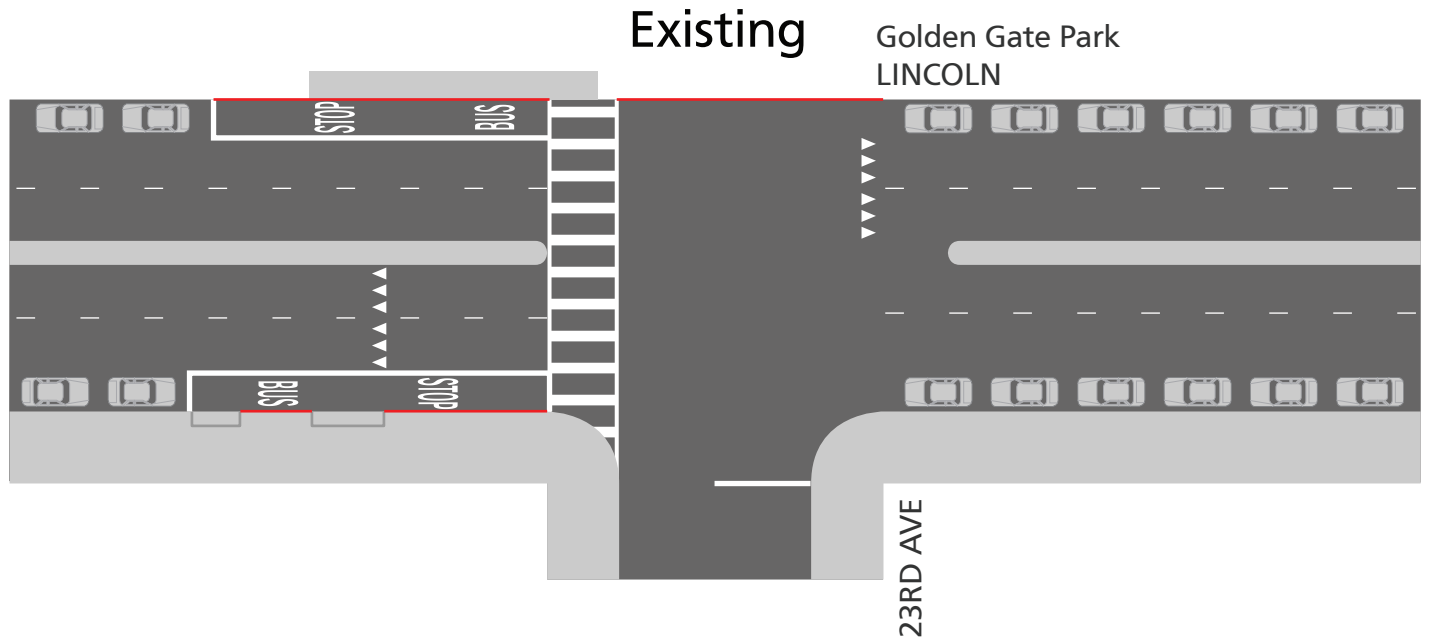 Existing
Golden Gate Park
LINCOLN
STOP
BUS
BUS
STOP
23RD AVE